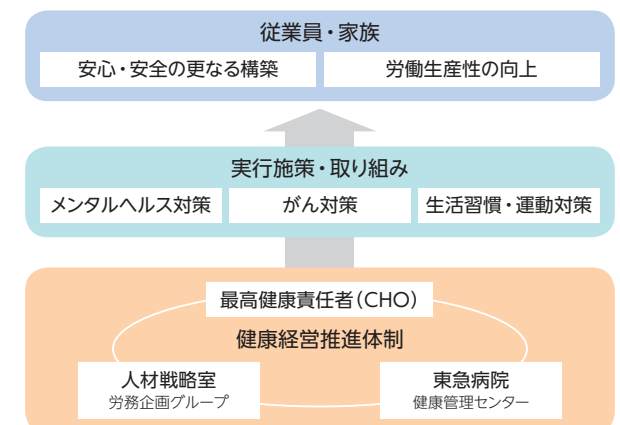 従業員・家族
安心・安全の更なる構築
労働生産性の向上
実行施策・取り組み
メンタルヘルス対策
がん対策
生活習慣・運動対策
最高健康責任者（CHO）
健康経営推進体制
人材戦略室
労務企画グループ
東急病院
健康管理センター